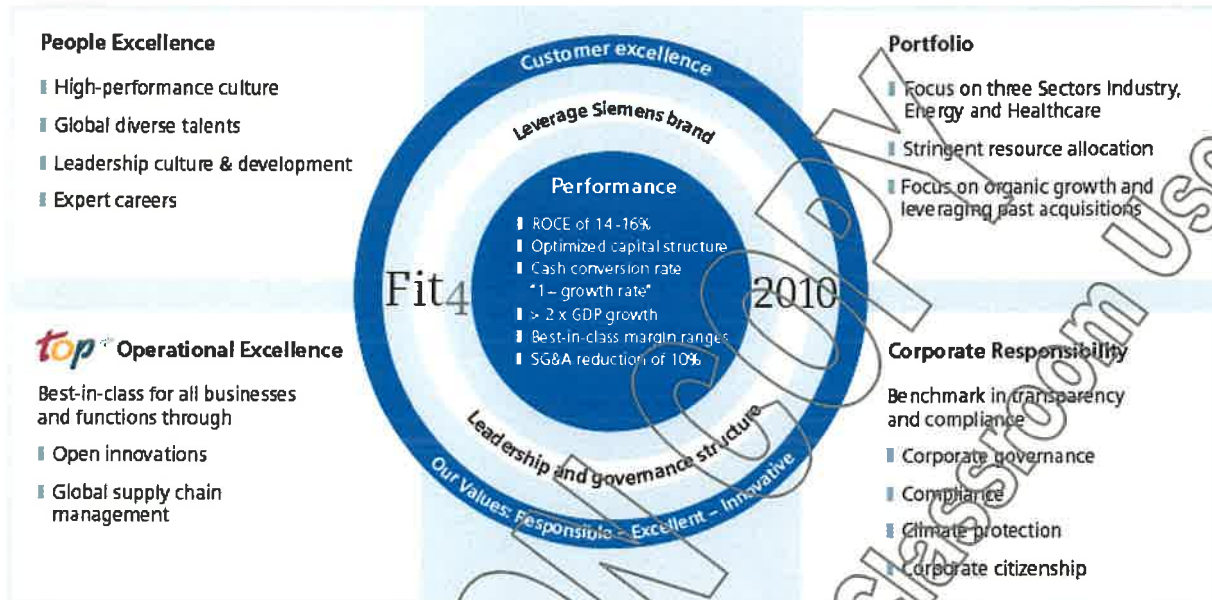 People Excellence
High-performance culture
Global diverse talents
Leadership culture & development
Expert careers
Customer excellence
Leverage Siemens brand
Performance
ROCE of 14-16%
Optimized capital structure
Cash conversion rate
"1– growth rate"
> 2 x GDP growth
Best-in-class margin ranges
SG&A reduction of 10%
Fit4
2010
Leadership and governance structure
Our Values: Responsible – Excellent – Innovative
Portfolio
Focus on three Sectors Industry,
Energy and Healthcare
Stringent resource allocation
Focus on organic growth and
leveraging past acquisitions
top+ Operational Excellence
Best-in-class for all businesses
and functions through
Open innovations
Global supply chain
management
Corporate Responsibility
Benchmark in transparency
and compliance
Corporate governance
Compliance
Climate protection
Corporate citizenship
COPY
Classroom Use